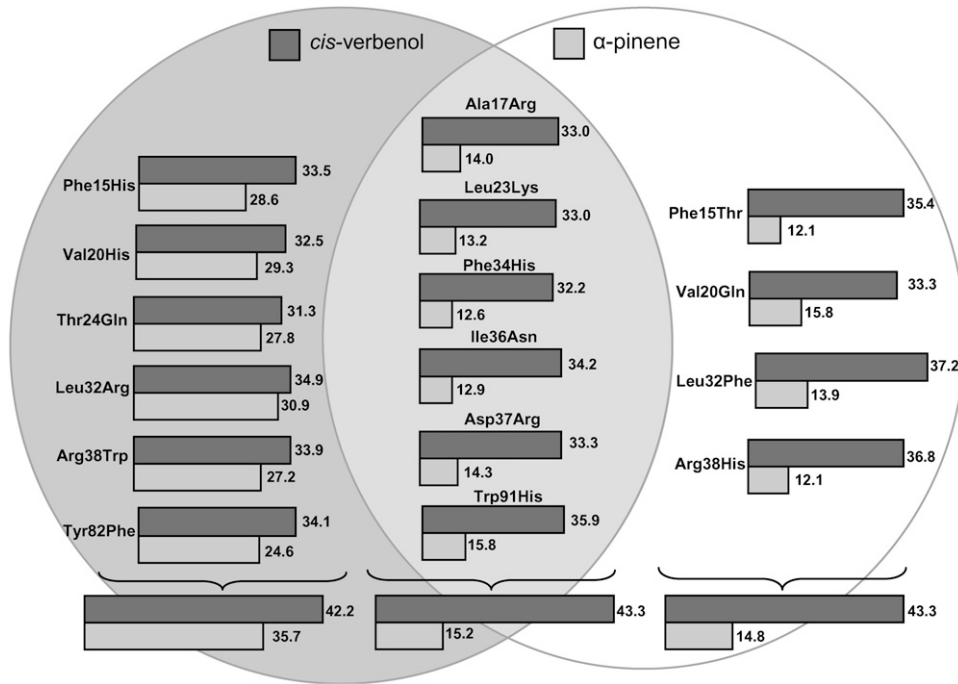 cis-verbenol
α-pinene
Phe15His
33.5
28.6
Val20His
32.5
29.3
Thr24Gln
31.3
27.8
Leu32Arg
34.9
30.9
Arg38Trp
33.9
27.2
Tyr82Phe
34.1
24.6
42.2
35.7
Ala17Arg
33.0
14.0
Leu23Lys
33.0
13.2
Phe34His
32.2
12.6
Ile36Asn
34.2
12.9
Asp37Arg
33.3
14.3
Trp91His
35.9
15.8
43.3
15.2
Phe15Thr
35.4
12.1
Val20Gln
33.3
15.8
Leu32Phe
37.2
13.9
Arg38His
36.8
12.1
43.3
14.8